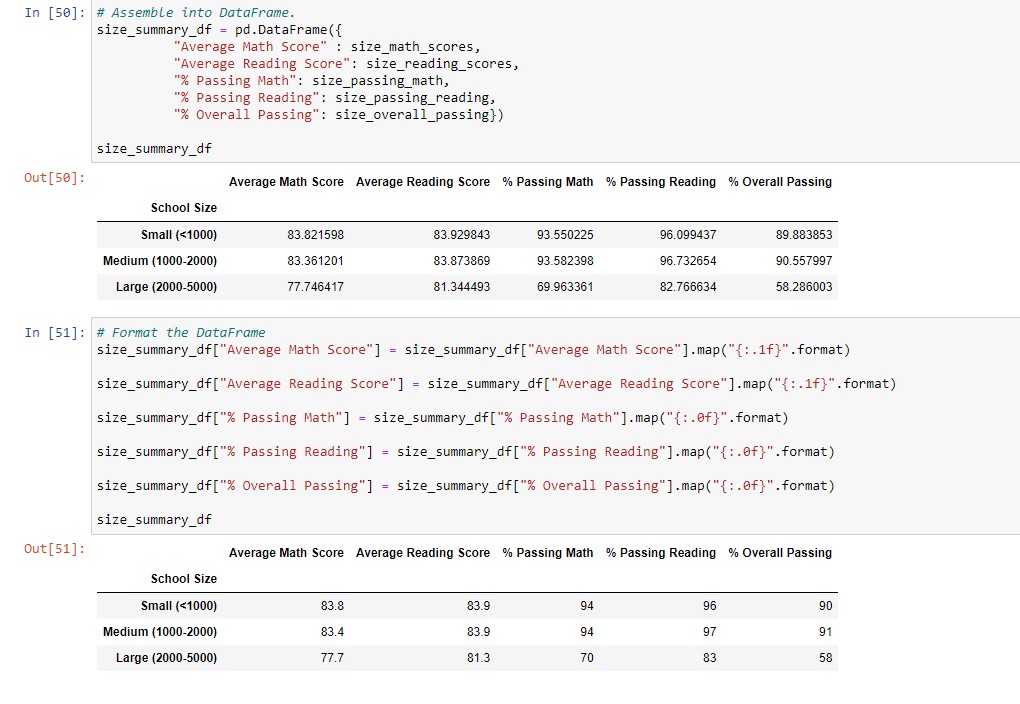 In [50]: # Assemble into DataFrame.
size_summary_df = pd.DataFrame({
"Average Math Score" : size_math_scores,
"Average Reading Score": size_reading_scores,
"% Passing Math": size_passing_math,
"% Passing Reading": size_passing_reading,
"% Overall Passing": size_overall_passing})
size_summary_df
Out[50]:
Average Math Score Average Reading Score % Passing Math % Passing Reading % Overall Passing
School Size
Small (<1000) 83.821598 83.929843 93.550225 96.099437 89.883853
Medium (1000-2000) 83.361201 83.873869 93.582398 96.732654 90.557997
Large (2000-5000) 77.746417 81.344493 69.963361 82.766634 58.286003
In [51]: # Format the DataFrame
size_summary_df["Average Math Score"] = size_summary_df["Average Math Score"].map("{:.1f}".format)
size_summary_df["Average Reading Score"] = size_summary_df["Average Reading Score"].map("{:.1f}".format)
size_summary_df["% Passing Math"] = size_summary_df["% Passing Math"].map("{:.0f}".format)
size_summary_df["% Passing Reading"] = size_summary_df["% Passing Reading"].map("{:.0f}".format)
size_summary_df["% Overall Passing"] = size_summary_df["% Overall Passing"].map("{:.0f}".format)
size_summary_df
Out[51]:
Average Math Score Average Reading Score % Passing Math % Passing Reading % Overall Passing
School Size
Small (<1000) 83.8 83.9 94 96 90
Medium (1000-2000) 83.4 83.9 94 97 91
Large (2000-5000) 77.7 81.3 70 83 58